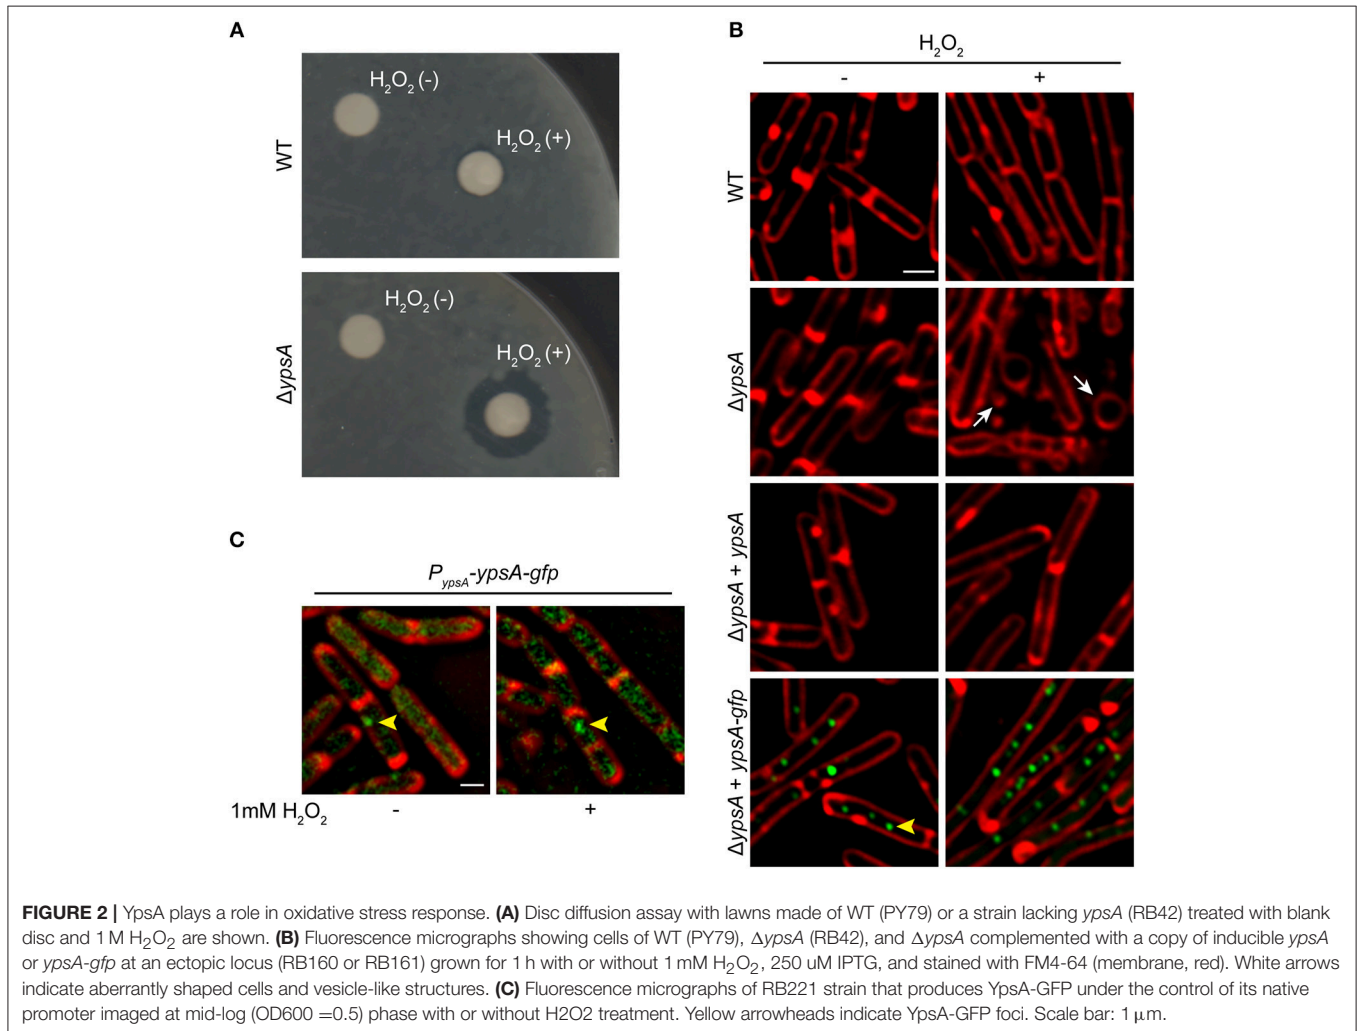 A
H₂O₂ (-)
H₂O₂ (+)
WT
H₂O₂ (-)
H₂O₂ (+)
ΔypsA
B
H₂O₂
- +
WT
ΔypsA
ΔypsA + ypsA
ΔypsA + ypsA-gfp
C
PypsA-ypsA-gfp
1mM H₂O₂ - +
FIGURE 2 | YpsA plays a role in oxidative stress response. (A) Disc diffusion assay with lawns made of WT (PY79) or a strain lacking ypsA (RB42) treated with blank
disc and 1 M H₂O₂ are shown. (B) Fluorescence micrographs showing cells of WT (PY79), ΔypsA (RB42), and ΔypsA complemented with a copy of inducible ypsA
or ypsA-gfp at an ectopic locus (RB160 or RB161) grown for 1 h with or without 1 mM H₂O₂, 250 uM IPTG, and stained with FM4-64 (membrane, red). White arrows
indicate aberrantly shaped cells and vesicle-like structures. (C) Fluorescence micrographs of RB221 strain that produces YpsA-GFP under the control of its native
promoter imaged at mid-log (OD600 =0.5) phase with or without H2O2 treatment. Yellow arrowheads indicate YpsA-GFP foci. Scale bar: 1 μm.